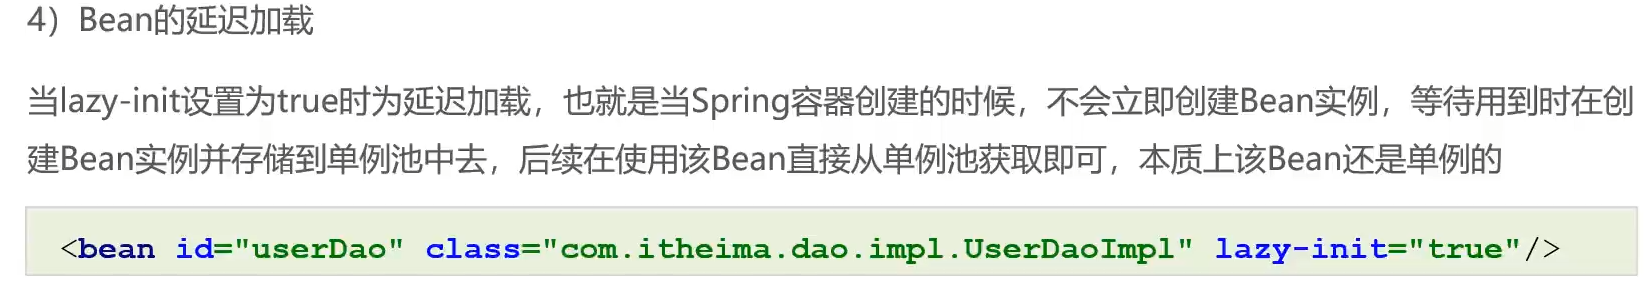 4）Bean的延迟加载
当lazy-init设置为true时为延迟加载，也就是当Spring容器创建的时候，不会立即创建Bean实例，等待用到时在创
建Bean实例并存储到单例池中去，后续在使用该Bean直接从单例池获取即可，本质上该Bean还是单例的
<bean id="userDao" class="com.itheima.dao.impl.UserDaoImpl" lazy-init="true"/>